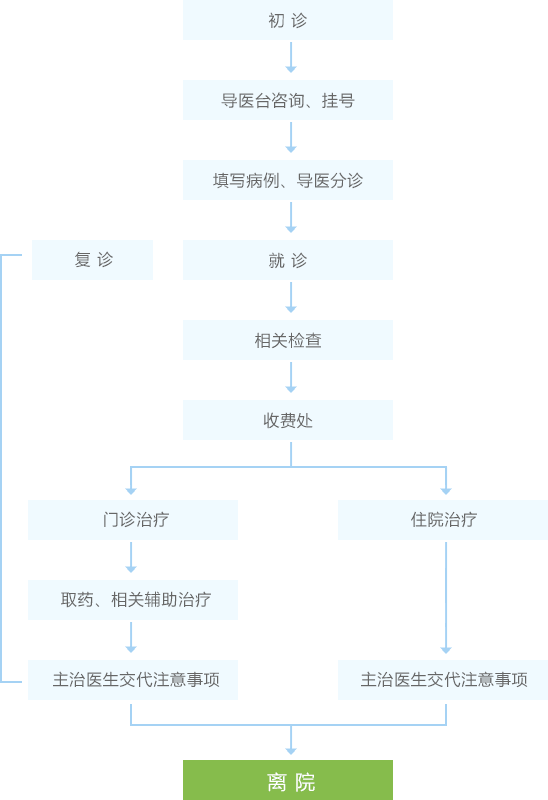 初 诊
导医台咨询、挂号
填写病例、导医分诊
复 诊
就 诊
相关检查
收费处
门诊治疗
住院治疗
取药、相关辅助治疗
主治医生交代注意事项
主治医生交代注意事项
离 院